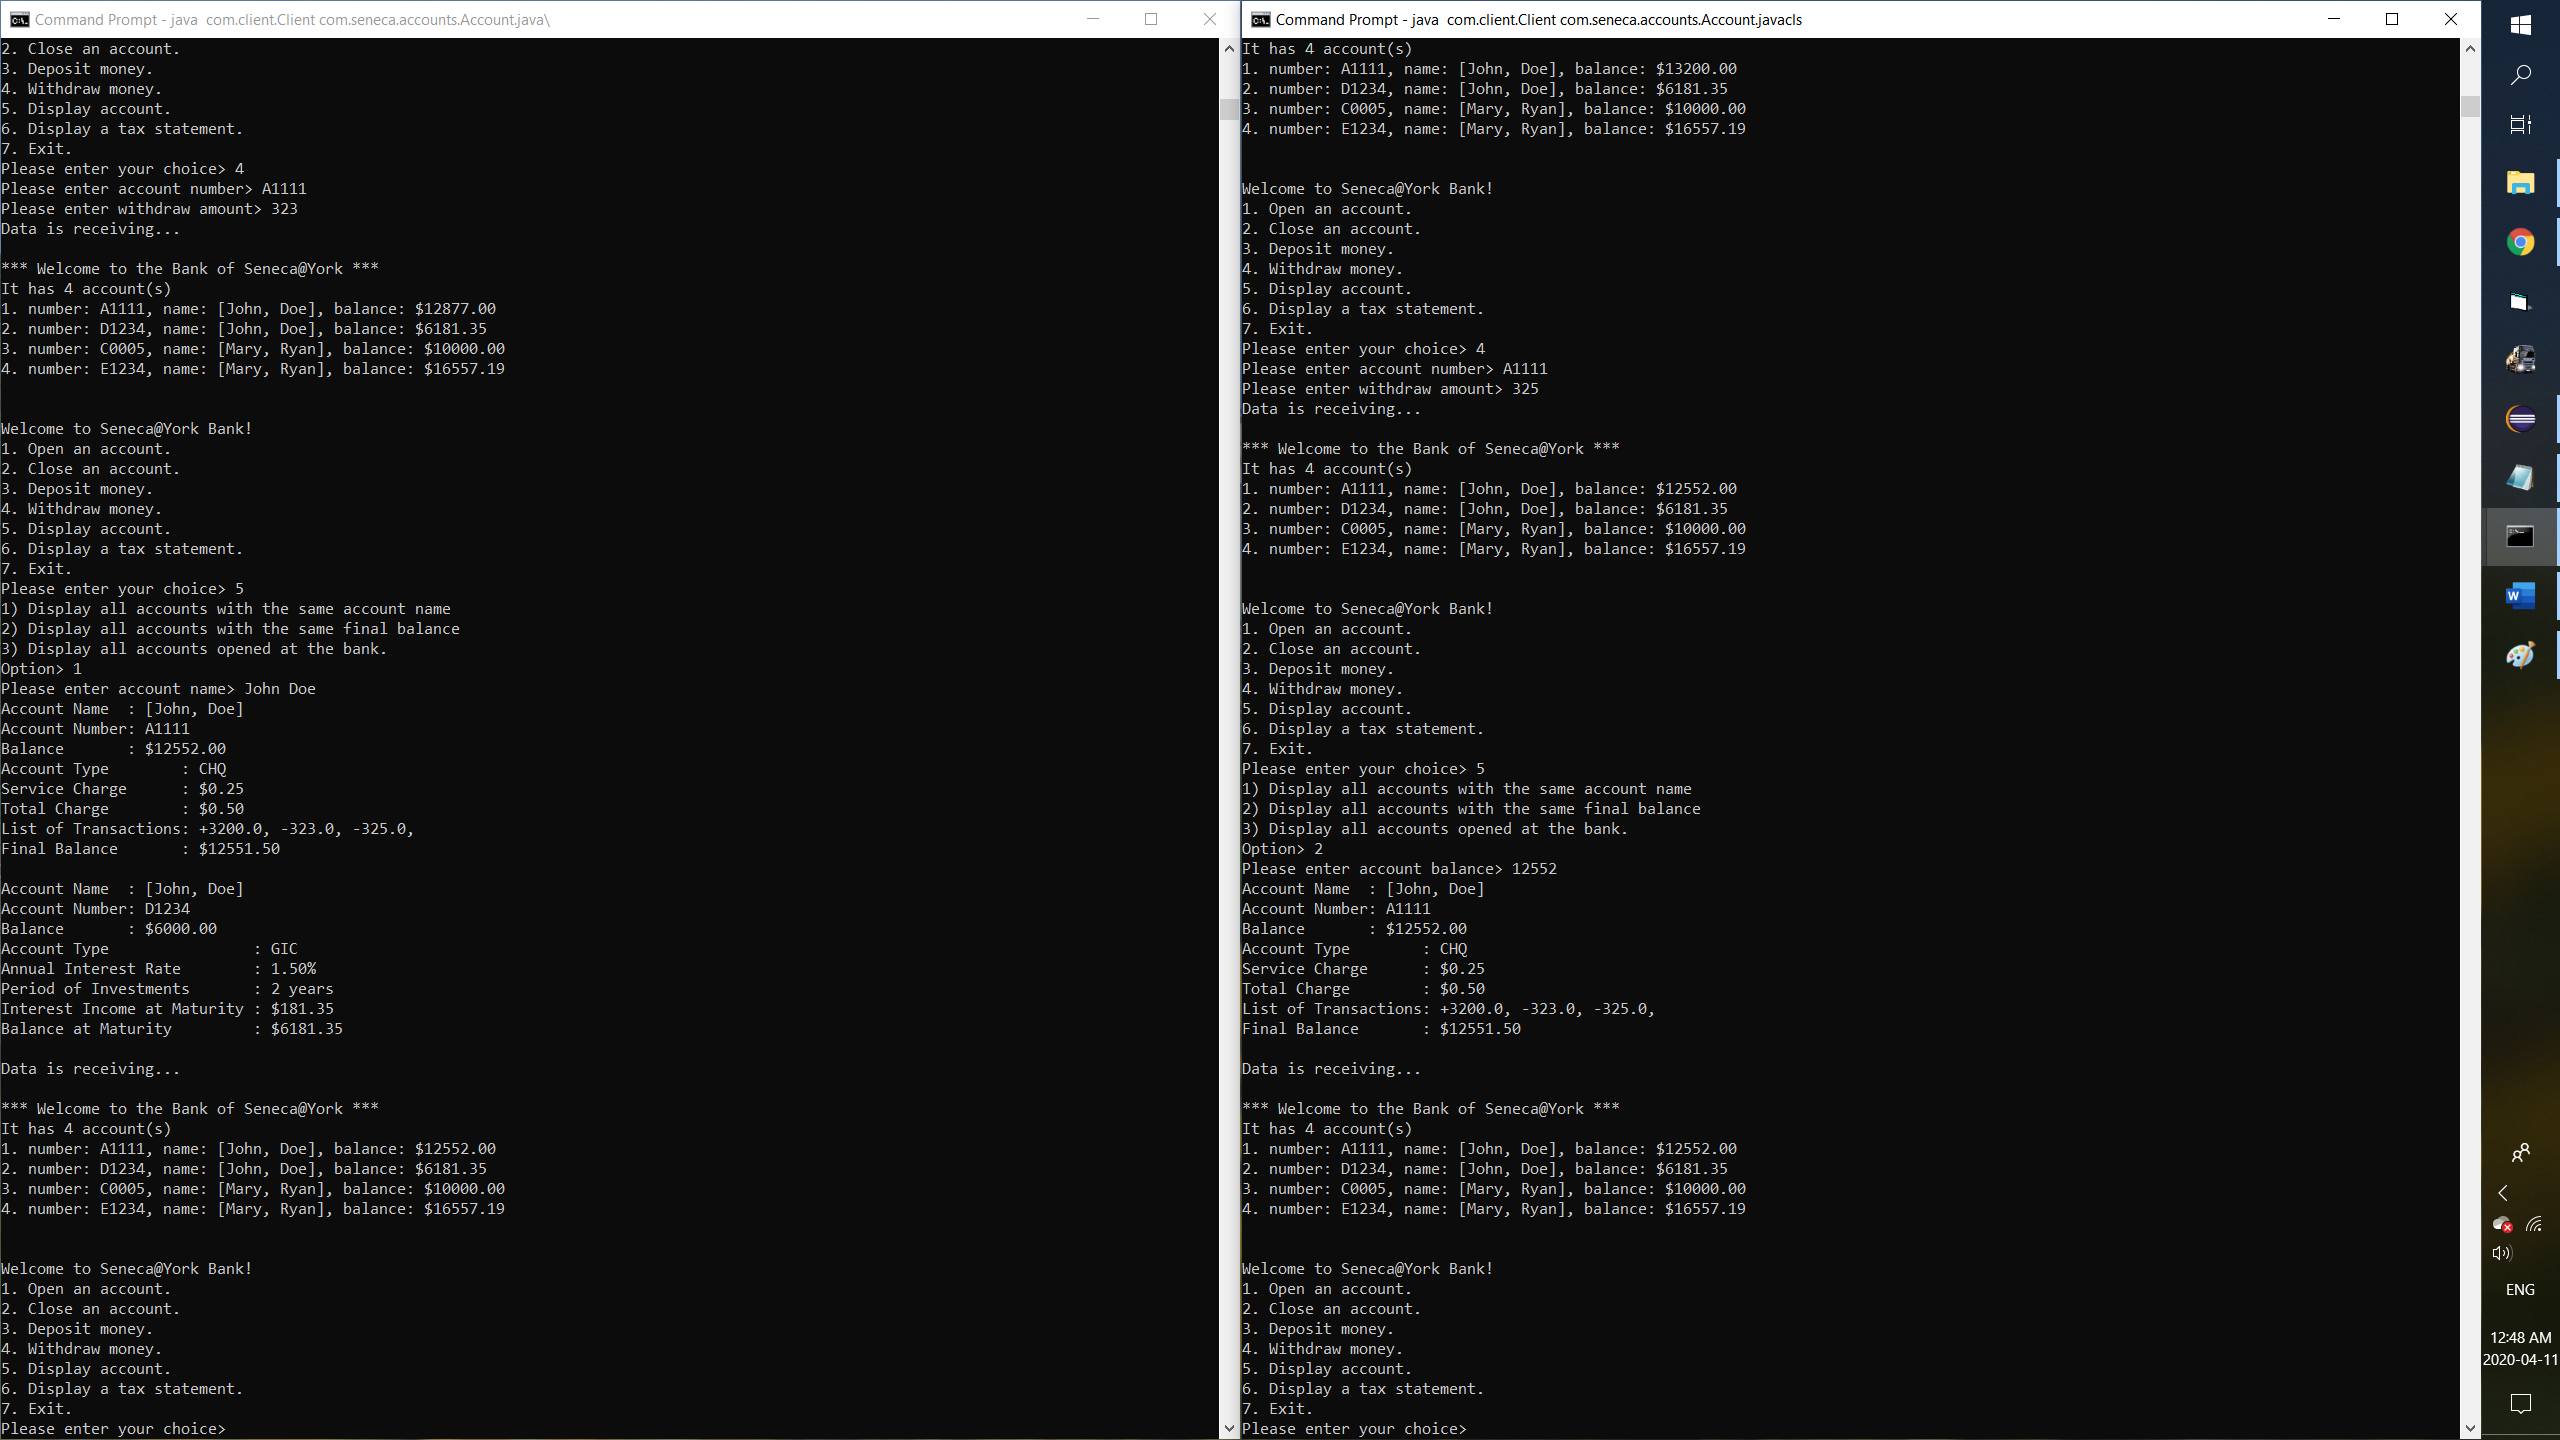 Command Prompt - java  com.client.Client com.seneca.accounts.Account.java\
2. Close an account.
3. Deposit money.
4. Withdraw money.
5. Display account.
6. Display a tax statement.
7. Exit.
Please enter your choice> 4
Please enter account number> A1111
Please enter withdraw amount> 323
Data is receiving...
*** Welcome to the Bank of Seneca@York ***
It has 4 account(s)
1. number: A1111, name: [John, Doe], balance: $12877.00
2. number: D1234, name: [John, Doe], balance: $6181.35
3. number: C0005, name: [Mary, Ryan], balance: $10000.00
4. number: E1234, name: [Mary, Ryan], balance: $16557.19
Welcome to Seneca@York Bank!
1. Open an account.
2. Close an account.
3. Deposit money.
4. Withdraw money.
5. Display account.
6. Display a tax statement.
7. Exit.
Please enter your choice> 5
1) Display all accounts with the same account name
2) Display all accounts with the same final balance
3) Display all accounts opened at the bank.
Option> 1
Please enter account name> John Doe
Account Name  : [John, Doe]
Account Number: A1111
Balance       : $12552.00
Account Type        : CHQ
Service Charge      : $0.25
Total Charge        : $0.50
List of Transactions: +3200.0, -323.0, -325.0,
Final Balance       : $12551.50
Account Name  : [John, Doe]
Account Number: D1234
Balance       : $6000.00
Account Type                : GIC
Annual Interest Rate        : 1.50%
Period of Investments       : 2 years
Interest Income at Maturity : $181.35
Balance at Maturity         : $6181.35
Data is receiving...
*** Welcome to the Bank of Seneca@York ***
It has 4 account(s)
1. number: A1111, name: [John, Doe], balance: $12552.00
2. number: D1234, name: [John, Doe], balance: $6181.35
3. number: C0005, name: [Mary, Ryan], balance: $10000.00
4. number: E1234, name: [Mary, Ryan], balance: $16557.19
Welcome to Seneca@York Bank!
1. Open an account.
2. Close an account.
3. Deposit money.
4. Withdraw money.
5. Display account.
6. Display a tax statement.
7. Exit.
Please enter your choice>
Command Prompt - java  com.client.Client com.seneca.accounts.Account.javacls
It has 4 account(s)
1. number: A1111, name: [John, Doe], balance: $13200.00
2. number: D1234, name: [John, Doe], balance: $6181.35
3. number: C0005, name: [Mary, Ryan], balance: $10000.00
4. number: E1234, name: [Mary, Ryan], balance: $16557.19
Welcome to Seneca@York Bank!
1. Open an account.
2. Close an account.
3. Deposit money.
4. Withdraw money.
5. Display account.
6. Display a tax statement.
7. Exit.
Please enter your choice> 4
Please enter account number> A1111
Please enter withdraw amount> 325
Data is receiving...
*** Welcome to the Bank of Seneca@York ***
It has 4 account(s)
1. number: A1111, name: [John, Doe], balance: $12552.00
2. number: D1234, name: [John, Doe], balance: $6181.35
3. number: C0005, name: [Mary, Ryan], balance: $10000.00
4. number: E1234, name: [Mary, Ryan], balance: $16557.19
Welcome to Seneca@York Bank!
1. Open an account.
2. Close an account.
3. Deposit money.
4. Withdraw money.
5. Display account.
6. Display a tax statement.
7. Exit.
Please enter your choice> 5
1) Display all accounts with the same account name
2) Display all accounts with the same final balance
3) Display all accounts opened at the bank.
Option> 2
Please enter account balance> 12552
Account Name  : [John, Doe]
Account Number: A1111
Balance       : $12552.00
Account Type        : CHQ
Service Charge      : $0.25
Total Charge        : $0.50
List of Transactions: +3200.0, -323.0, -325.0,
Final Balance       : $12551.50
Data is receiving...
*** Welcome to the Bank of Seneca@York ***
It has 4 account(s)
1. number: A1111, name: [John, Doe], balance: $12552.00
2. number: D1234, name: [John, Doe], balance: $6181.35
3. number: C0005, name: [Mary, Ryan], balance: $10000.00
4. number: E1234, name: [Mary, Ryan], balance: $16557.19
Welcome to Seneca@York Bank!
1. Open an account.
2. Close an account.
3. Deposit money.
4. Withdraw money.
5. Display account.
6. Display a tax statement.
7. Exit.
Please enter your choice>
ENG
12:48 AM
2020-04-11